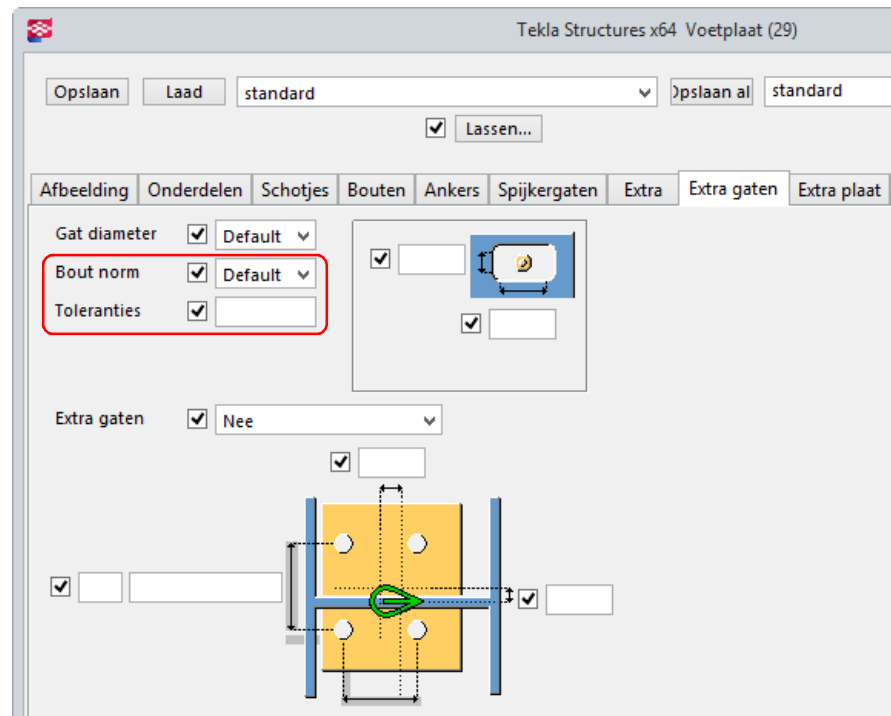 Tekla Structures x64 Voetplaat (29)
Opslaan Laad standard Opslaan al standard
Lassen...
Afbeelding Onderdelen Schotjes Bouten Ankers Spijkergaten Extra Extra gaten Extra plaat
Gat diameter Default
Bout norm Default
Toleranties
Extra gaten Nee